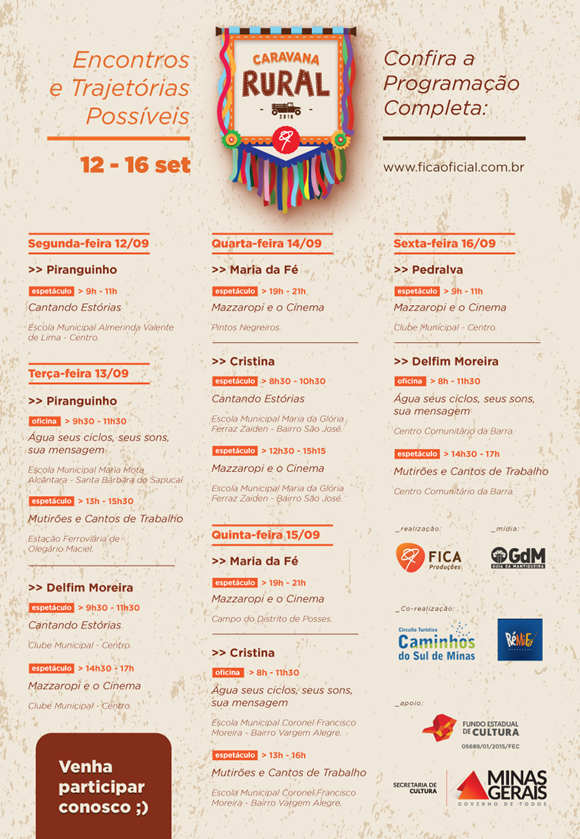 Encontros
e Trajetórias
Possíveis
12 - 16 set
CARAVANA
RURAL
2016
Confira a
Programação
Completa:
www.ficaoficial.com.br
Segunda-feira 12/09
>> Piranguinho
espetáculo > 9h - 11h
Cantando Estórias
Escola Municipal Almerinda Valente
de Lima - Centro.
Terça-feira 13/09
>> Piranguinho
oficina > 9h30 - 11h30
Água seus ciclos, seus sons,
sua mensagem
Escola Municipal Maria Mota
Alcântara - Santa Bárbara do Sapucaí.
espetáculo > 13h - 15h30
Mutirões e Cantos de Trabalho
Estação Ferroviária de
Olegário Maciel.
>> Delfim Moreira
espetáculo > 9h30 - 11h30
Cantando Estórias
Clube Municipal - Centro.
espetáculo > 14h30 - 17h
Mazzaropi e o Cinema
Clube Municipal - Centro.
Venha
participar
conosco ;)
Quarta-feira 14/09
>> Maria da Fé
espetáculo > 19h - 21h
Mazzaropi e o Cinema
Pintos Negreiros.
>> Cristina
espetáculo > 8h30 - 10h30
Cantando Estórias
Escola Municipal Maria da Glória
Ferraz Zaiden - Bairro São José.
espetáculo > 12h30 - 15h15
Mazzaropi e o Cinema
Escola Municipal Maria da Glória
Ferraz Zaiden - Bairro São José.
Quinta-feira 15/09
>> Maria da Fé
espetáculo > 19h - 21h
Mazzaropi e o Cinema
Campo do Distrito de Posses.
>> Cristina
oficina > 8h - 11h30
Água seus ciclos, seus sons,
sua mensagem
Escola Municipal Coronel Francisco
Moreira - Bairro Vargem Alegre.
espetáculo > 13h - 16h
Mutirões e Cantos de Trabalho
Escola Municipal Coronel Francisco
Moreira - Bairro Vargem Alegre.
Sexta-feira 16/09
>> Pedralva
espetáculo > 9h - 11h
Mazzaropi e o Cinema
Clube Municipal - Centro.
>> Delfim Moreira
oficina > 8h - 11h30
Água seus ciclos, seus sons,
sua mensagem
Centro Comunitário da Barra.
espetáculo > 14h30 - 17h
Mutirões e Cantos de Trabalho
Centro Comunitário da Barra.
_realização:
FICA
Produções
_mídia:
GdM
GUIA DA MANTIQUEIRA
_Co-realização:
Circuito Turístico
Caminhos
do Sul de Minas
_apoio:
FUNDO ESTADUAL
DE CULTURA
05689/01/2015/FEC
SECRETARIA DE
CULTURA
MINAS
GERAIS
GOVERNO DE TODOS